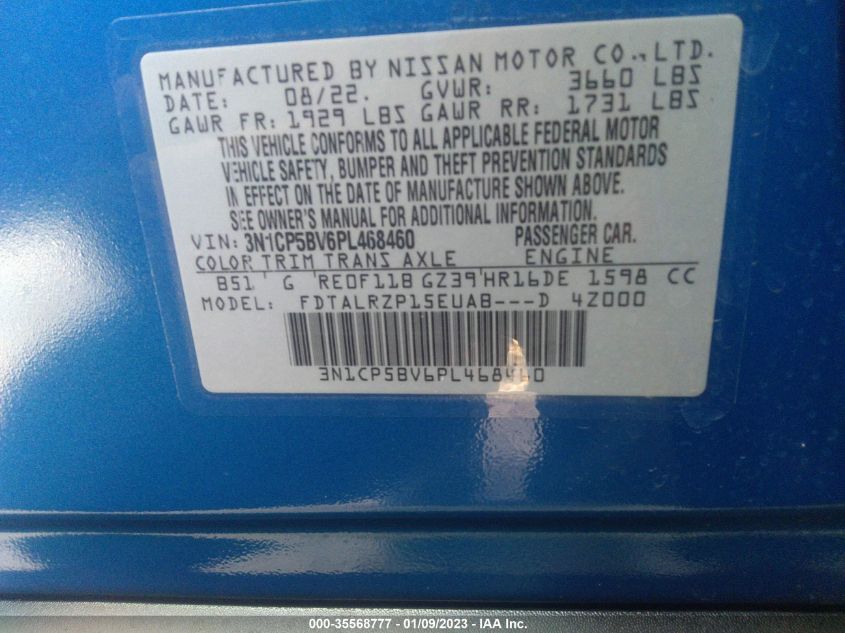 MANUFACTURED BY NISSAN MOTOR CO., LTD.
DATE: 08/22. GVWR: 3660 LBS
GAWR FR: 1929 LBS GAWR RR: 1731 LBS
THIS VEHICLE CONFORMS TO ALL APPLICABLE FEDERAL MOTOR
VEHICLE SAFETY, BUMPER AND THEFT PREVENTION STANDARDS
IN EFFECT ON THE DATE OF MANUFACTURE SHOWN ABOVE.
SEE OWNER'S MANUAL FOR ADDITIONAL INFORMATION.
VIN: 3N1CP5BV6PL468460 PASSENGER CAR.
COLOR TRIM TRANS AXLE ENGINE
B51 G RE0F11B GZ39 HR16DE 1598 CC
MODEL: FDTALRZP15EUAB---D 4Z000
3N1CP5BV6PL468460
000-35568777 - 01/09/2023 - IAA Inc.